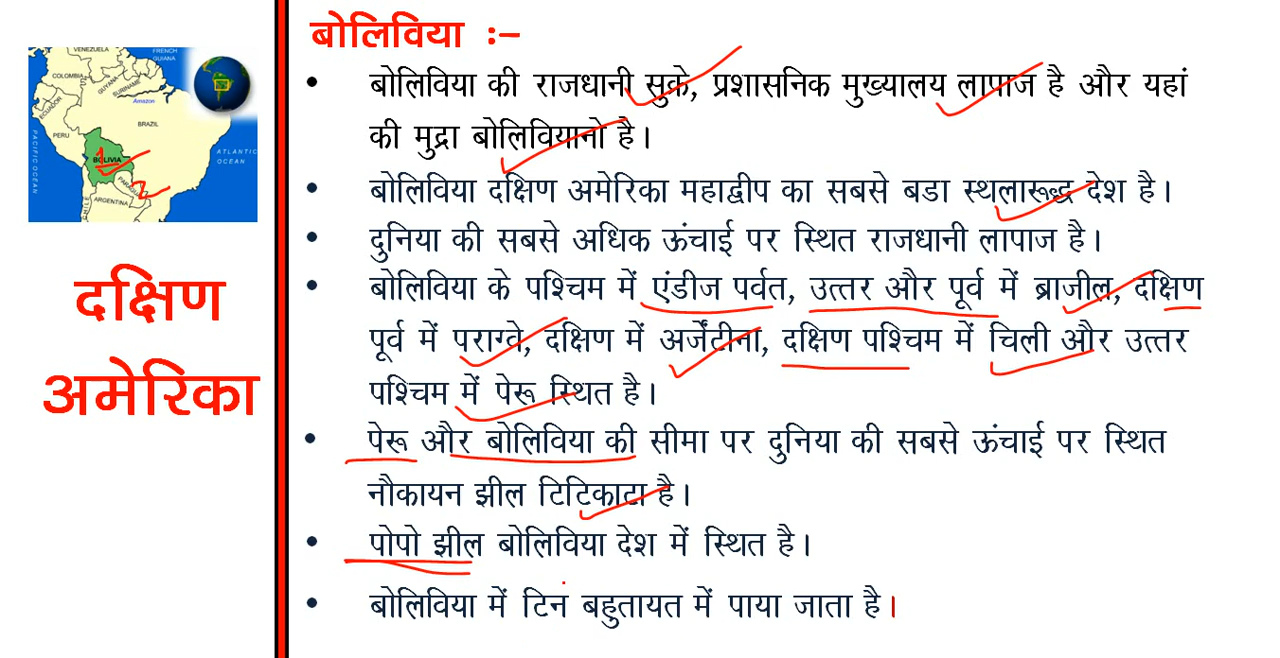 बोलिविया :–
• बोलिविया की राजधानी सुक्रे, प्रशासनिक मुख्यालय लापाज है और यहां
की मुद्रा बोलिवियानो है।
• बोलिविया दक्षिण अमेरिका महाद्वीप का सबसे बडा स्थलारूद्ध देश है।
• दुनिया की सबसे अधिक ऊंचाई पर स्थित राजधानी लापाज है।
• बोलिविया के पश्चिम में एंडीज पर्वत, उत्तर और पूर्व में ब्राजील, दक्षिण
पूर्व में पराग्वे, दक्षिण में अर्जेंटीना, दक्षिण पश्चिम में चिली और उत्तर
पश्चिम में पेरू स्थित है।
• पेरू और बोलिविया की सीमा पर दुनिया की सबसे ऊंचाई पर स्थित
नौकायन झील टिटिकाटा है।
• पोपो झील बोलिविया देश में स्थित है।
• बोलिविया में टिन बहुतायत में पाया जाता है।
दक्षिण
अमेरिका
VENEZUELA
FRENCH
GUIANA
GUYANA
SURINAME
COLOMBIA
ECUADOR
Amazon
PERU
BRAZIL
BOLIVIA
PACIFIC OCEAN
ATLANTIC
OCEAN
PARAGUAY
ARGENTINA
CHILE